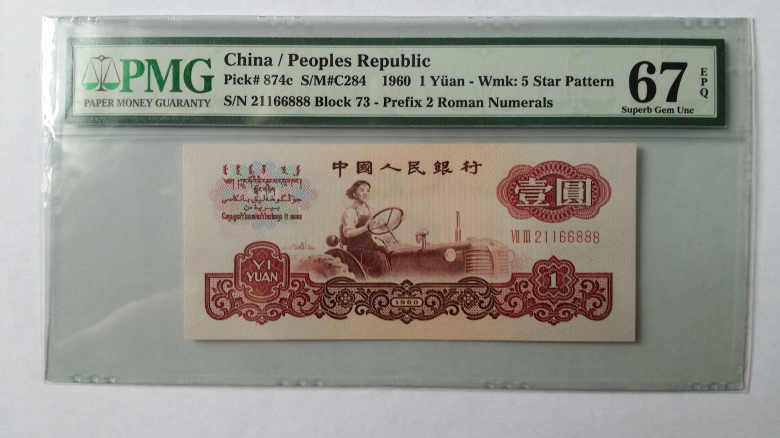 PMG
PAPER MONEY GUARANTY
China / Peoples Republic
Pick# 874c S/M#C284 1960 1 Yüan - Wmk: 5 Star Pattern
S/N 21166888 Block 73 - Prefix 2 Roman Numerals
67 EPQ
Superb Gem Unc
中國人民銀行
壹圓
VII III 21166888
YI
YUAN
1960
1